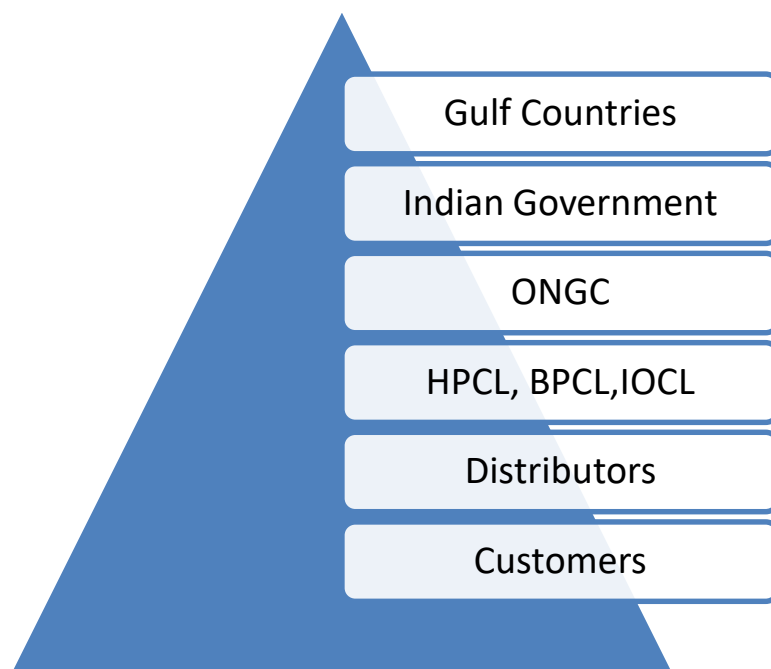 Gulf Countries
Indian Government
ONGC
HPCL, BPCL,IOCL
Distributors
Customers